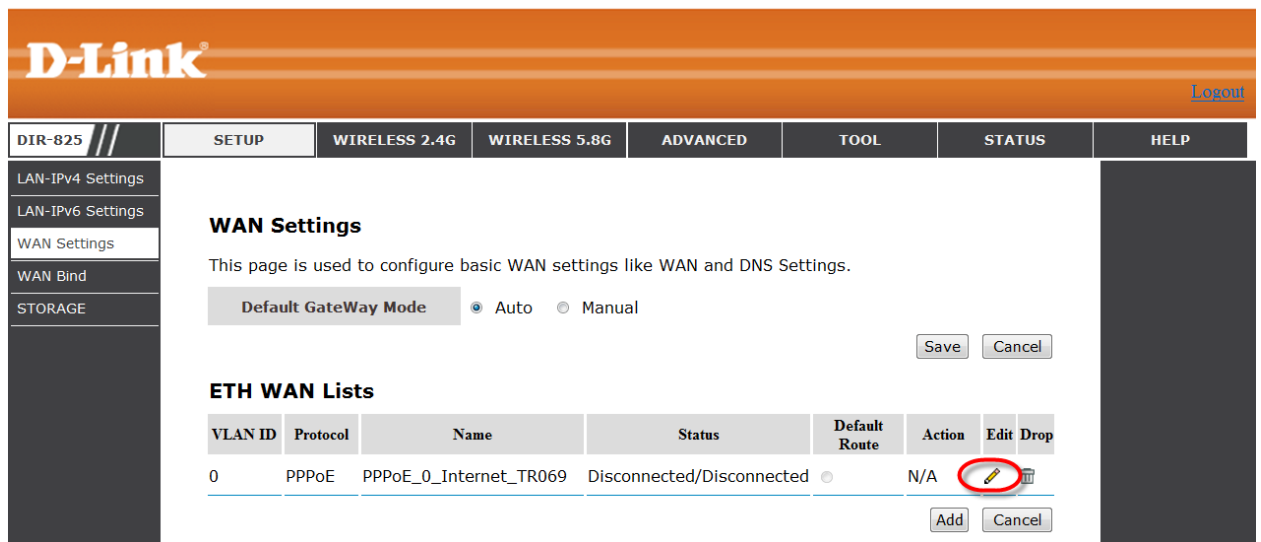 D-Link®
Logout
DIR-825 SETUP WIRELESS 2.4G WIRELESS 5.8G ADVANCED TOOL STATUS HELP
LAN-IPv4 Settings
LAN-IPv6 Settings
WAN Settings
WAN Bind
STORAGE
WAN Settings
This page is used to configure basic WAN settings like WAN and DNS Settings.
Default GateWay Mode Auto Manual
Save Cancel
ETH WAN Lists
VLAN ID Protocol Name Status Default Route Action Edit Drop
0 PPPoE PPPoE_0_Internet_TR069 Disconnected/Disconnected N/A
Add Cancel